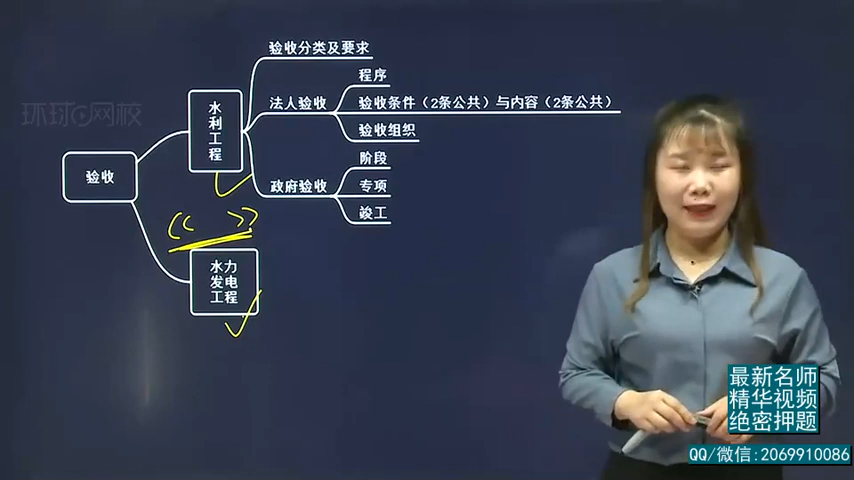 环球网校
验收
水利工程
验收分类及要求
法人验收
程序
验收条件（2条公共）与内容（2条公共）
验收组织
政府验收
阶段
专项
竣工
水力
发电
工程
最新名师
精华视频
绝密押题
QQ/微信:2069910086